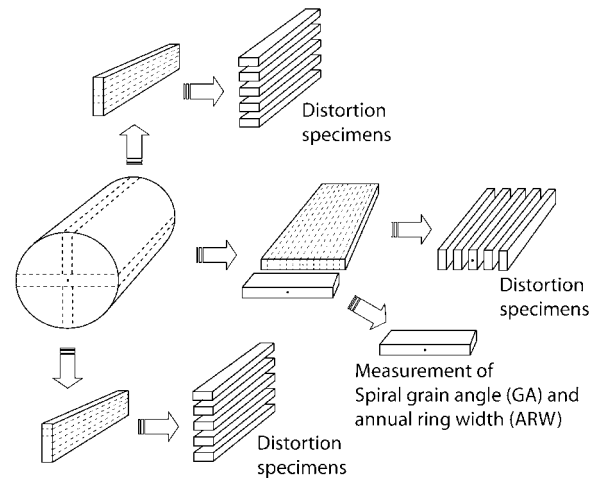 Distortion
specimens
Distortion
specimens
Measurement of
Spiral grain angle (GA) and
annual ring width (ARW)
Distortion
specimens